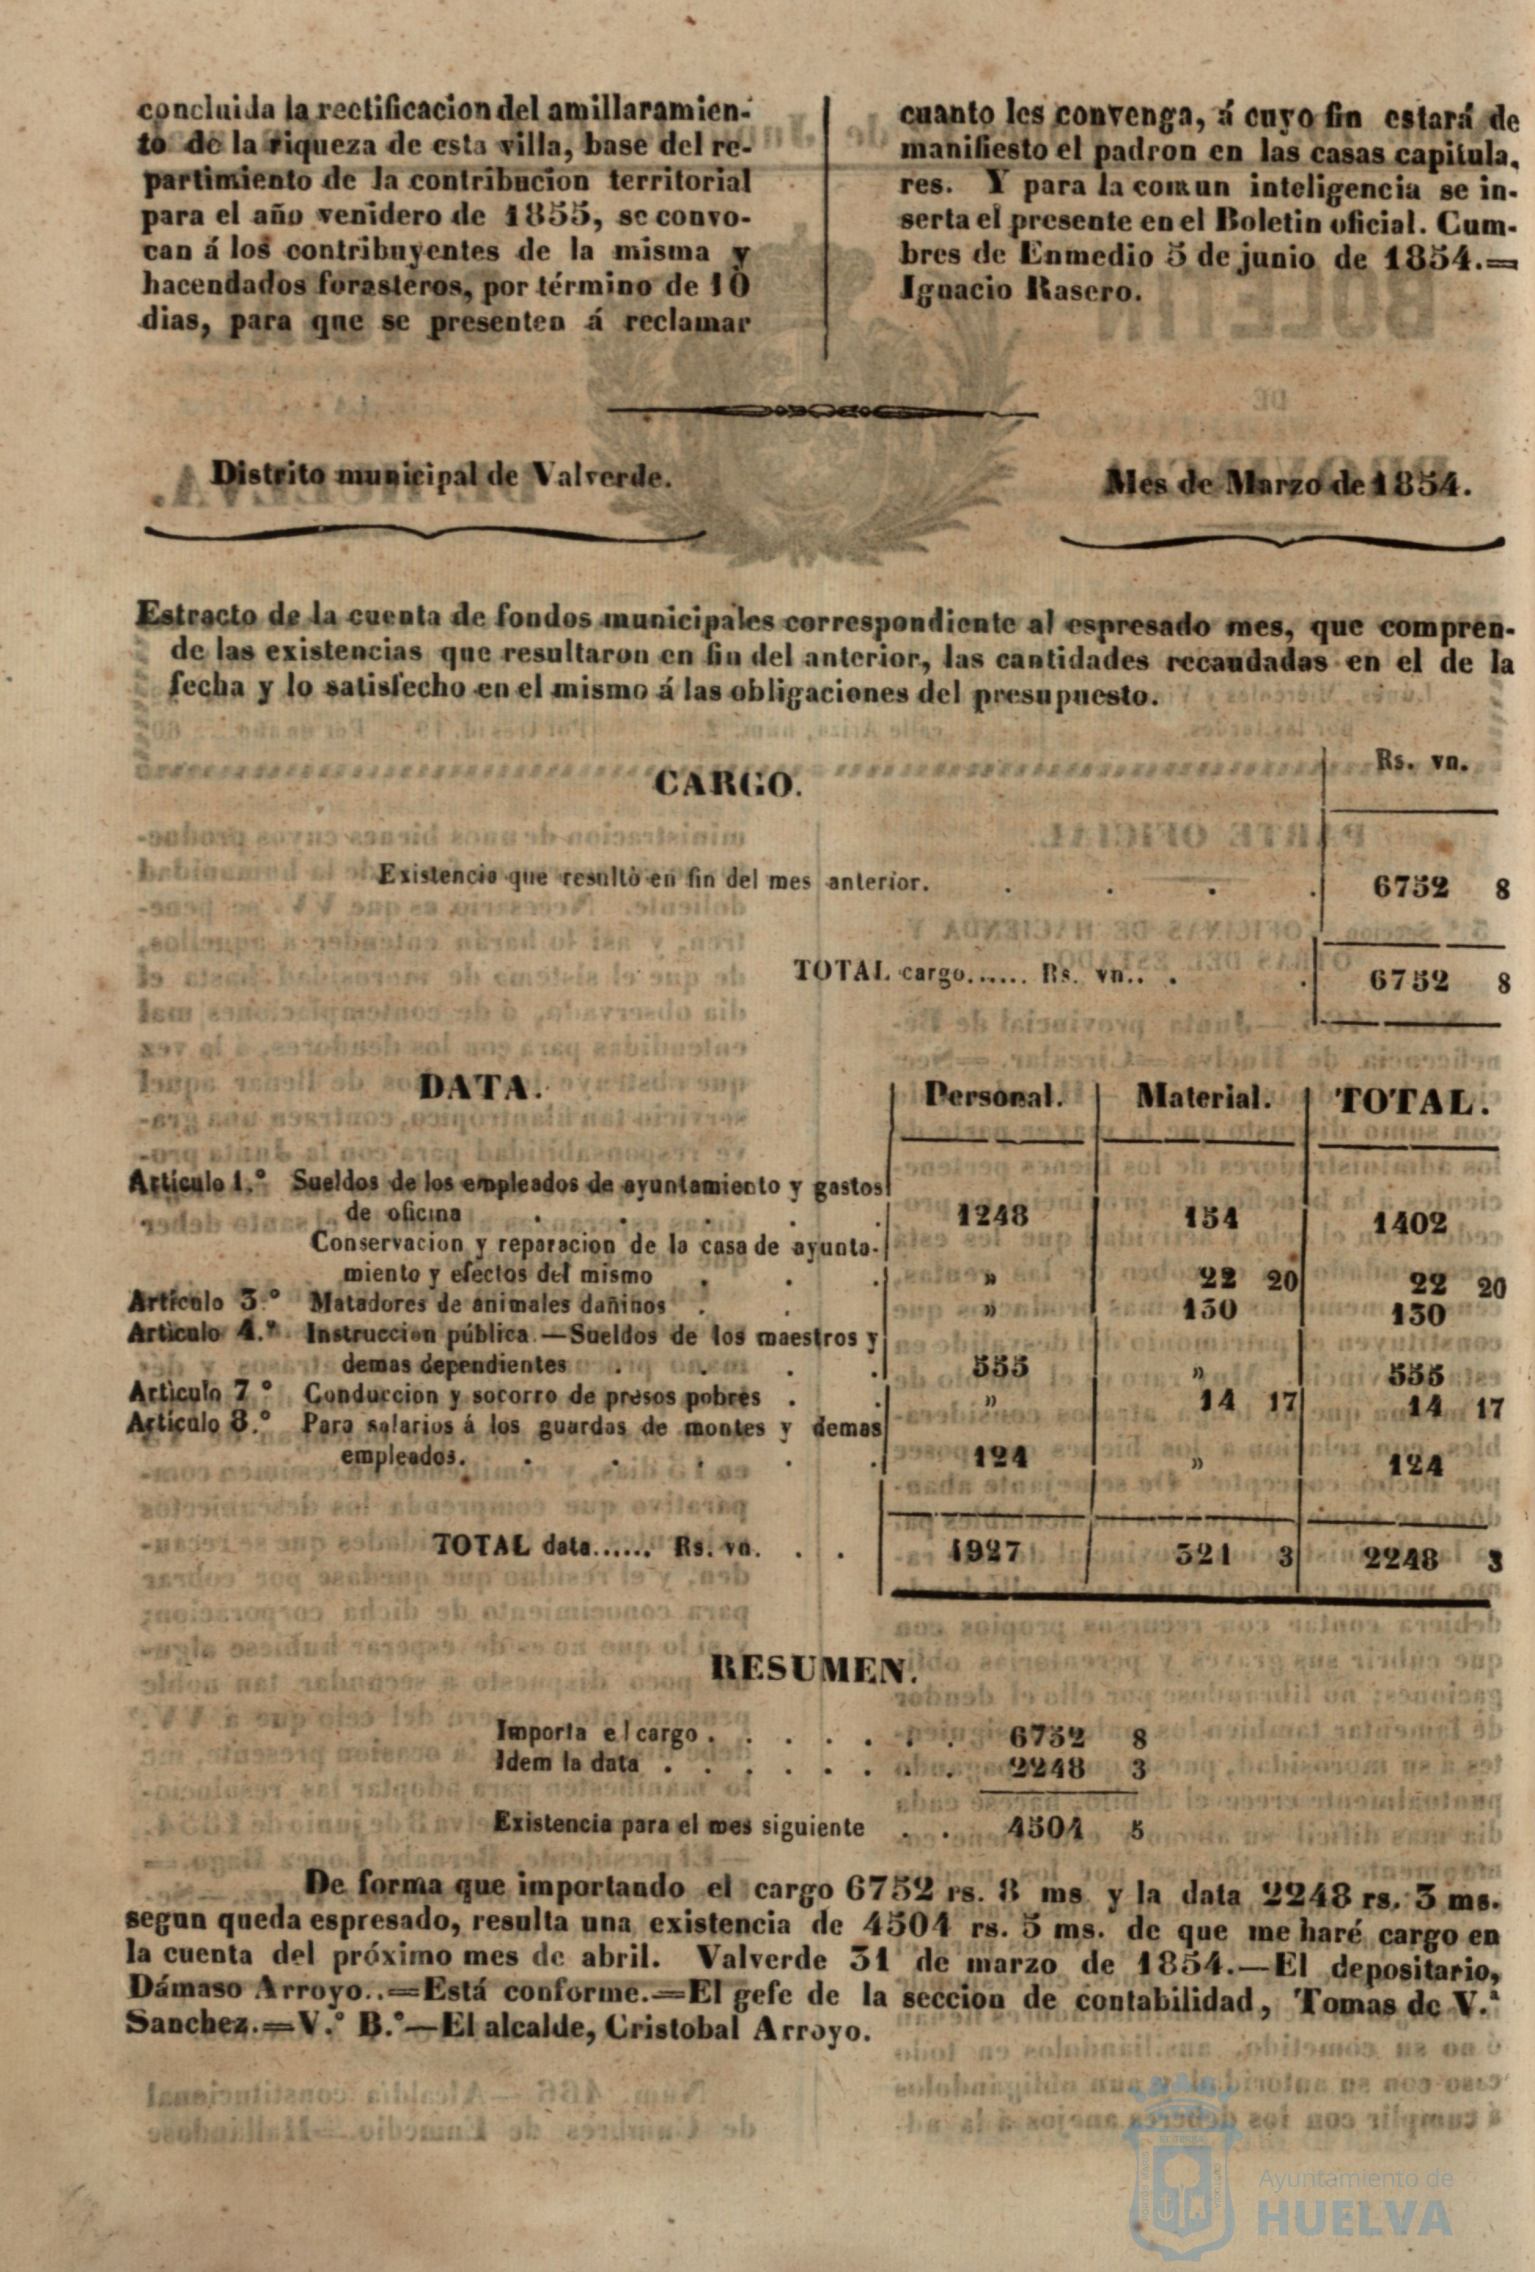 concluida la rectificacion del amillaramien-
to de la riqueza de esta villa, base del re-
partimiento de la contribucion territorial
para el año venidero de 1855, se convo-
can á los contribuyentes de la misma y
hacendados forasteros, por término de 10
dias, para que se presenten á reclamar
cuanto les convenga, á cuyo fin estará de
manifiesto el padron en las casas capitula,
res. Y para la comun inteligencia se in-
serta el presente en el Boletin oficial. Cum-
bres de Enmedio 5 de junio de 1854.=
Ignacio Rasero.
Distrito municipal de Valverde. Mes de Marzo de 1854.
Estracto de la cuenta de fondos municipales correspondiente al espresado mes, que compren-
de las existencias que resultaron en fin del anterior, las cantidades recaudadas en el de la
fecha y lo satisfecho en el mismo á las obligaciones del presupuesto.
Rs. vn.
CARGO.
Existencia que resultó en fin del mes anterior. . . . . 6752 8
TOTAL cargo...... Rs. vn.. . . 6752 8
DATA. Personal. Material. TOTAL.
Artículo 1.º Sueldos de los empleados de ayuntamiento y gastos
de oficina . . . . . 1248 154 1402
Conservacion y reparacion de la casa de ayunta-
miento y efectos del mismo . . . » 22 20 22 20
Artículo 3.º Matadores de animales dañinos . . » 130 130
Artículo 4.º Instruccion pública.—Sueldos de los maestros y
demas dependientes . . . . 555 » 555
Artículo 7.º Conduccion y socorro de presos pobres . . » 14 17 14 17
Artículo 8.º Para salarios á los guardas de montes y demas
empleados. . . . . . 124 » 124
TOTAL data...... Rs. vn. . . 1927 321 3 2248 3
RESUMEN.
Importa el cargo . . . . . . . 6752 8
Idem la data . . . . . . . . 2248 3
Existencia para el mes siguiente . . 4504 5
De forma que importando el cargo 6752 rs. 8 ms y la data 2248 rs. 3 ms.
segun queda espresado, resulta una existencia de 4504 rs. 5 ms. de que me haré cargo en
la cuenta del próximo mes de abril. Valverde 31 de marzo de 1854.—El depositario,
Dámaso Arroyo..=Está conforme.=El gefe de la seccion de contabilidad, Tomas de V.ª
Sanchez.=V.º B.º—El alcalde, Cristobal Arroyo.
Ayuntamiento de
HUELVA